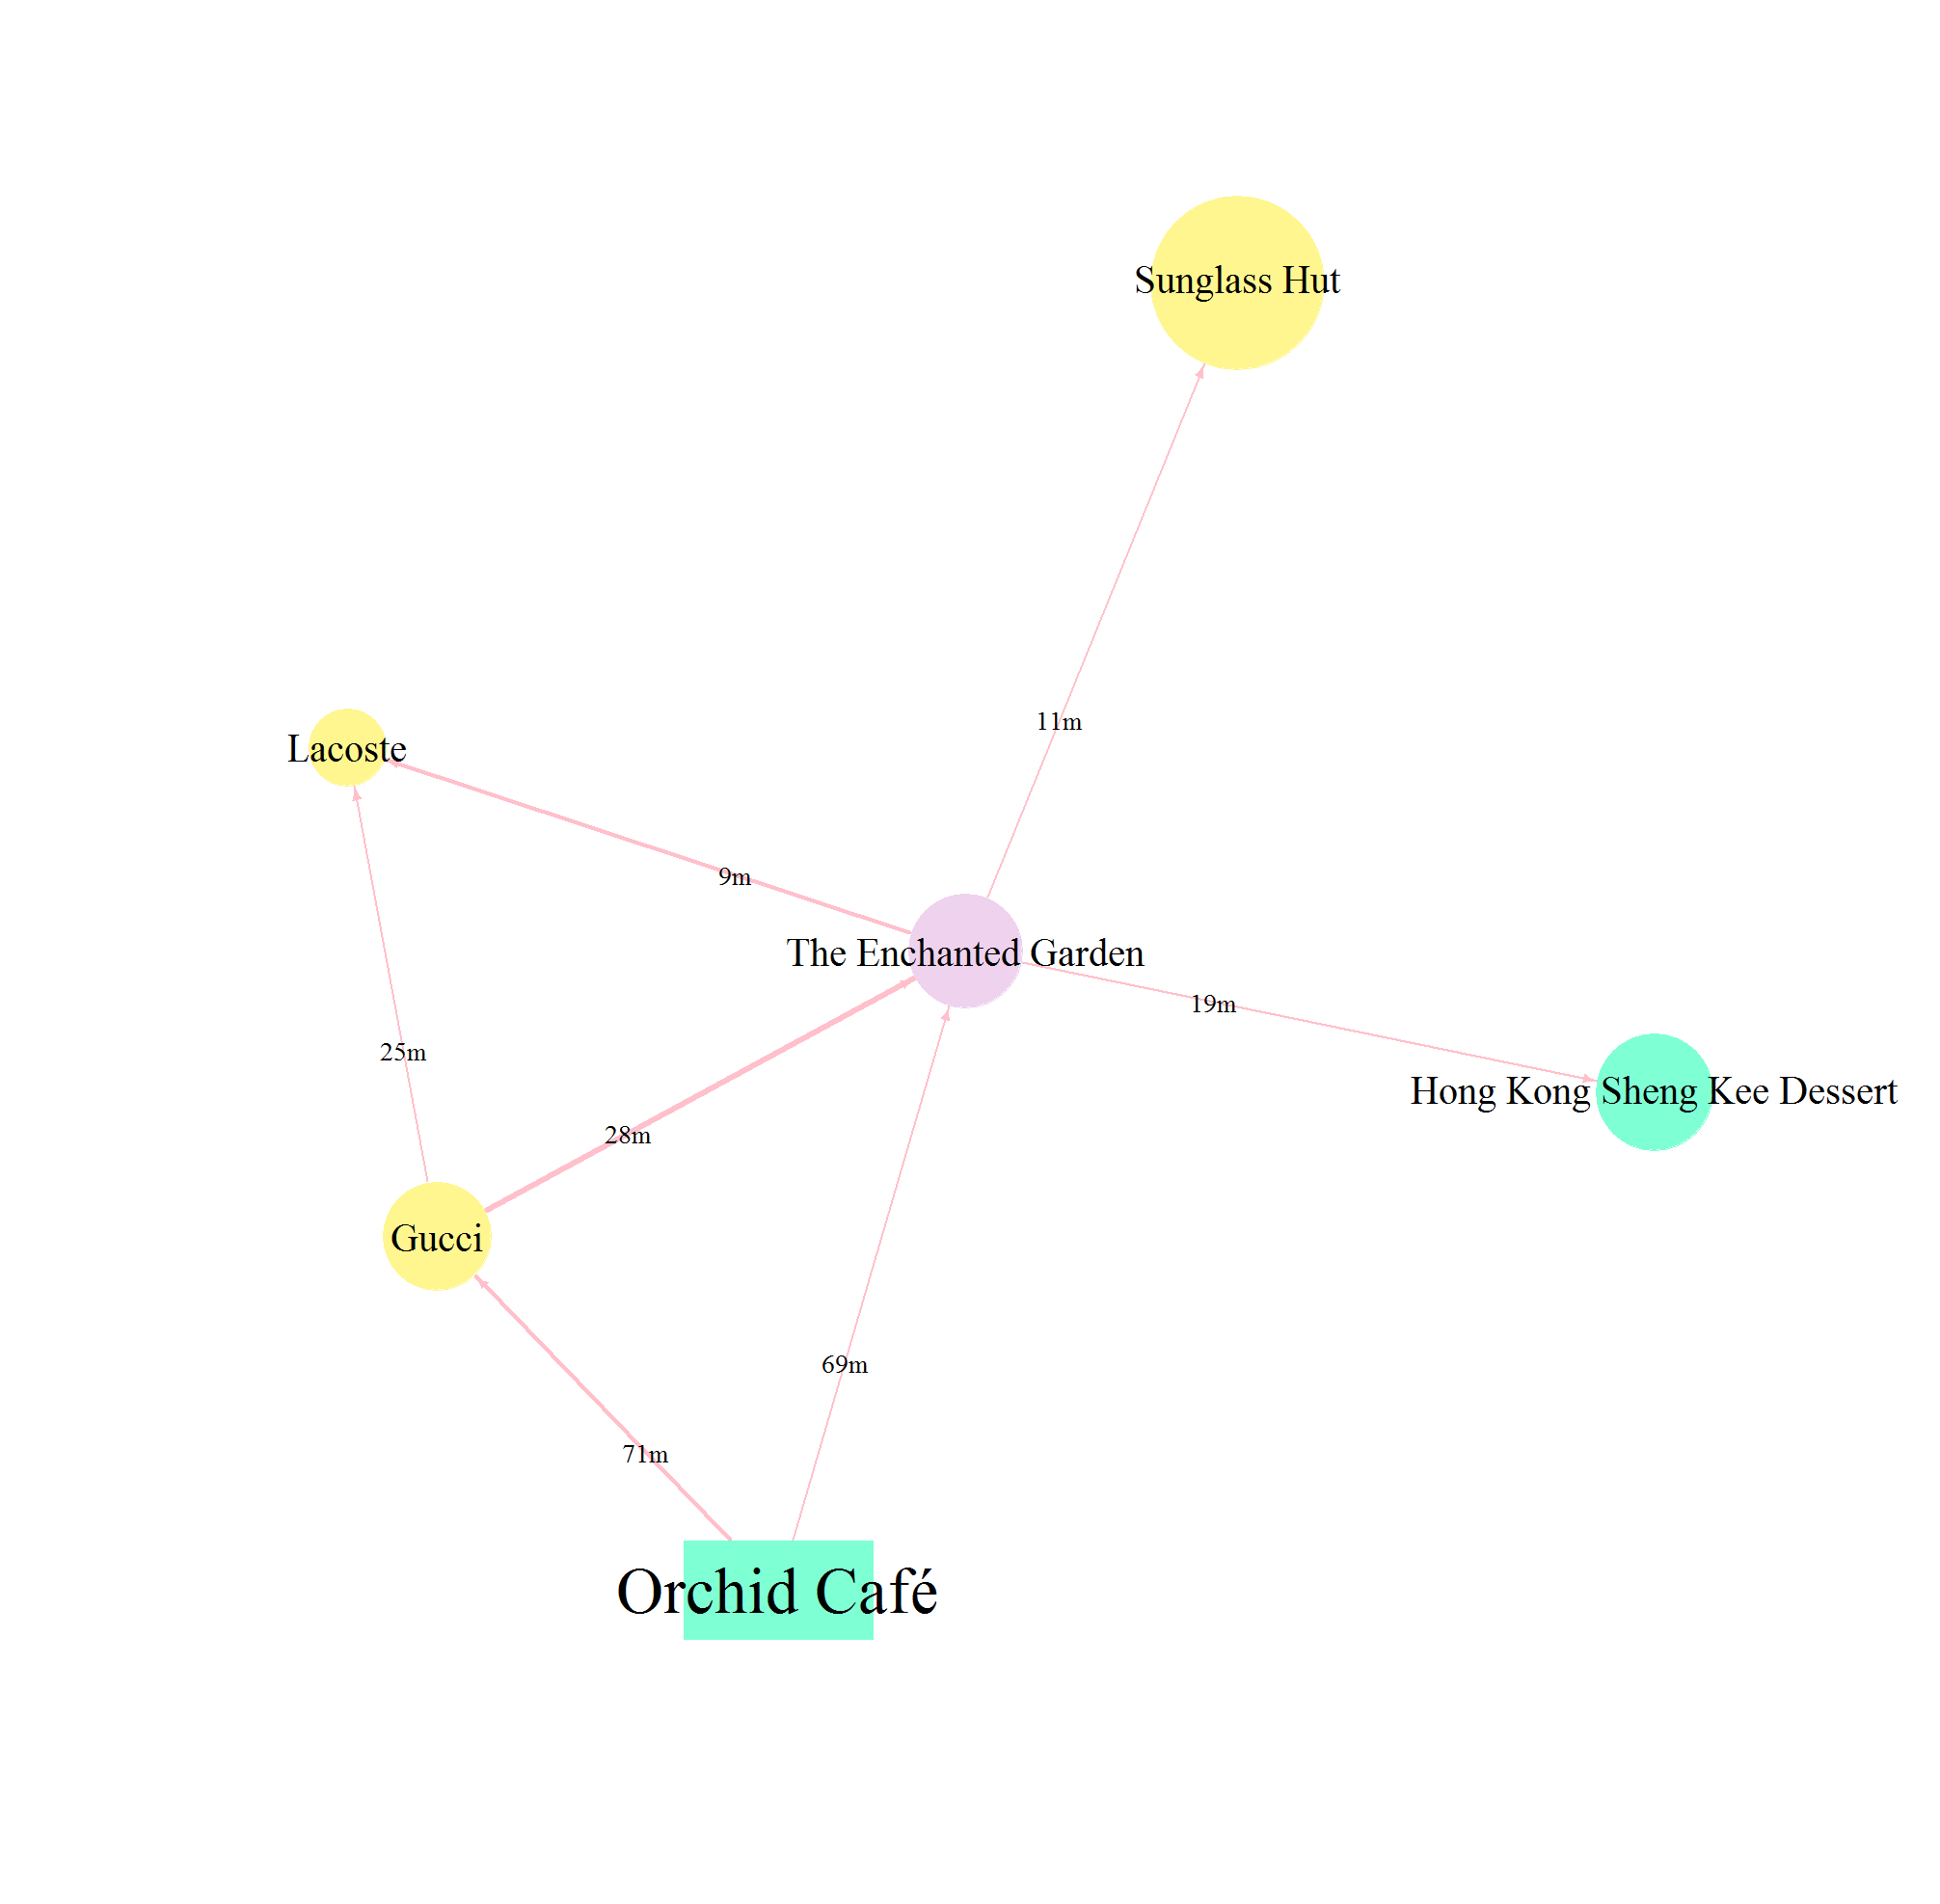 Sunglass Hut
11m
Lacoste
9m
The Enchanted Garden
19m
25m
Hong Kong Sheng Kee Dessert
28m
Gucci
69m
71m
Orchid Café